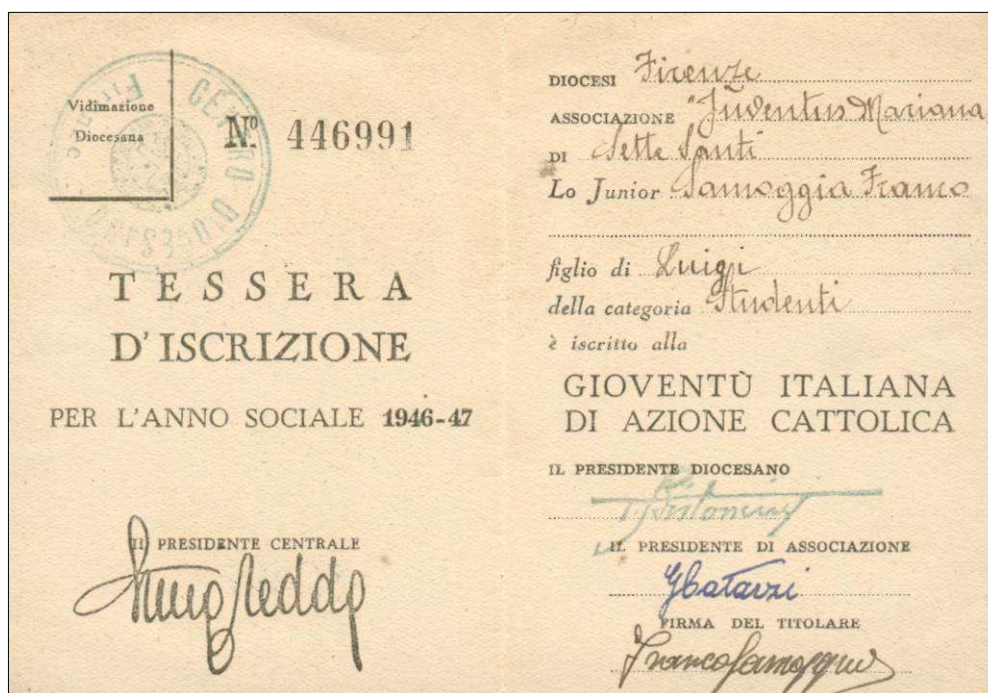 Vidimazione
Diocesana
CENTRO DIOCESANO
N.º 446991
TESSERA
D'ISCRIZIONE
PER L'ANNO SOCIALE 1946-47
IL PRESIDENTE CENTRALE
DIOCESI Firenze
ASSOCIAZIONE "Juventus Mariana
DI Sette Santi
Lo Junior Samoggia Franco
figlio di Luigi
della categoria Studenti
è iscritto alla
GIOVENTÙ ITALIANA
DI AZIONE CATTOLICA
IL PRESIDENTE DIOCESANO
IL PRESIDENTE DI ASSOCIAZIONE
FIRMA DEL TITOLARE
Franco Samoggia